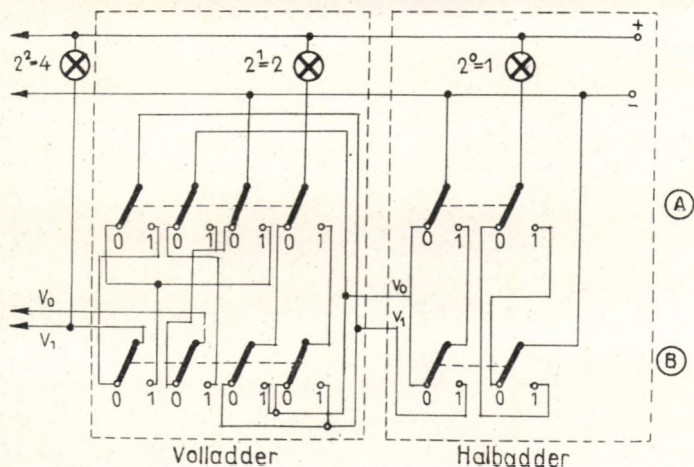 +
2²=4
2¹=2
2⁰=1
-
A
0 1 0 1 0 1 0 1 0 1 0 1
V₀
V₁
V₀
V₁
B
0 1 0 1 0 1 0 1 0 1 0 1
Volladder
Halbadder